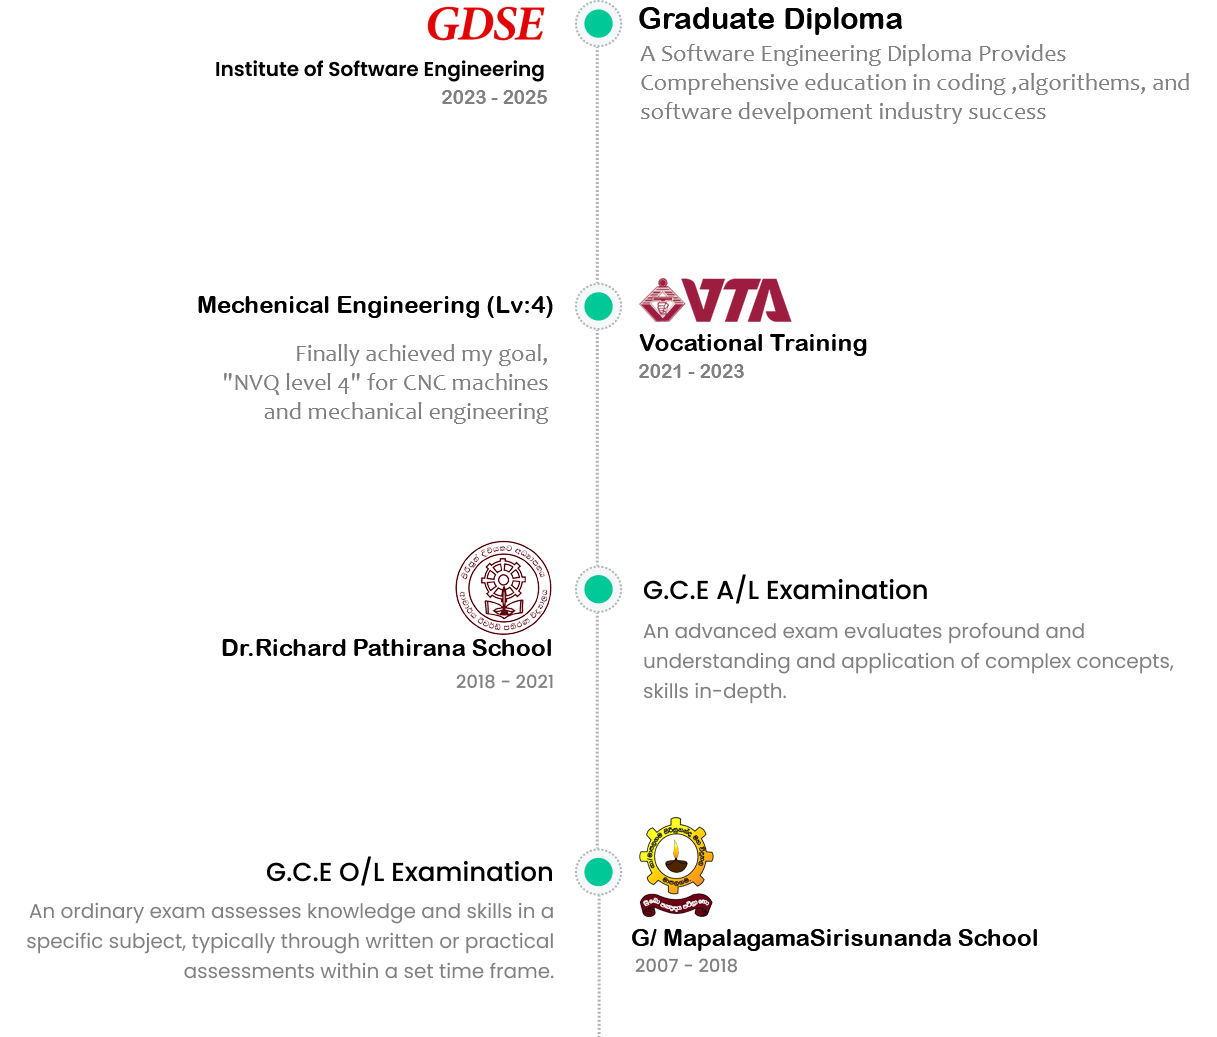 GDSE
Institute of Software Engineering
2023 - 2025
Graduate Diploma
A Software Engineering Diploma Provides
Comprehensive education in coding ,algorithems, and
software develpoment industry success
Mechenical Engineering (Lv:4)
Finally achieved my goal,
"NVQ level 4" for CNC machines
and mechanical engineering
VTA
Vocational Training
2021 - 2023
Dr.Richard Pathirana School
2018 - 2021
G.C.E A/L Examination
An advanced exam evaluates profound and
understanding and application of complex concepts,
skills in-depth.
G.C.E O/L Examination
An ordinary exam assesses knowledge and skills in a
specific subject, typically through written or practical
assessments within a set time frame.
G/ MapalagamaSirisunanda School
2007 - 2018